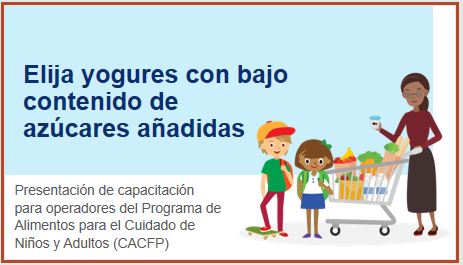 Elija yogures con bajo
contenido de
azúcares añadidas
Presentación de capacitación
para operadores del Programa de
Alimentos para el Cuidado de
Niños y Adultos (CACFP)